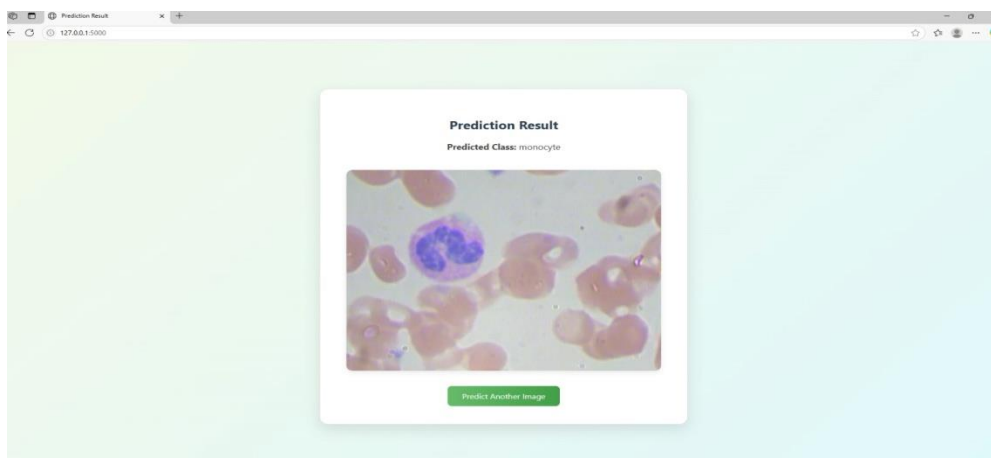 Prediction Result
127.0.0.1:5000
Prediction Result
Predicted Class: monocyte
Predict Another Image